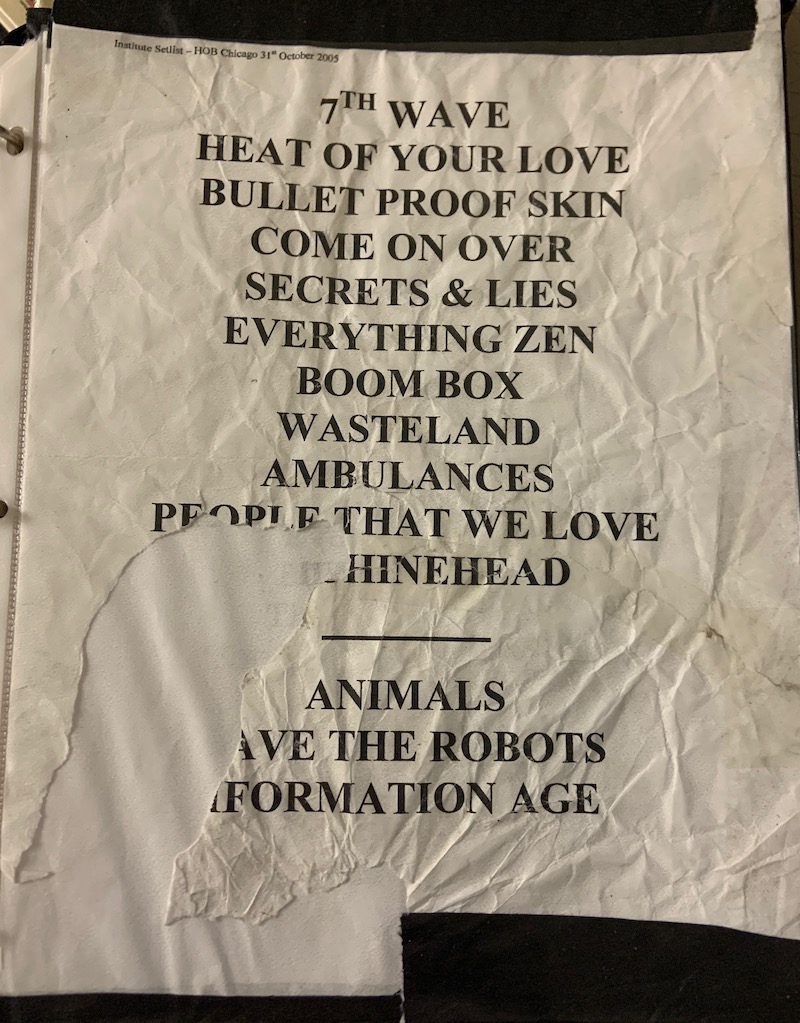 Institute Setlist – HOB Chicago 31st October 2005
7TH WAVE
HEAT OF YOUR LOVE
BULLET PROOF SKIN
COME ON OVER
SECRETS & LIES
EVERYTHING ZEN
BOOM BOX
WASTELAND
AMBULANCES
PEOPLE THAT WE LOVE
HINEHEAD
ANIMALS
AVE THE ROBOTS
FORMATION AGE